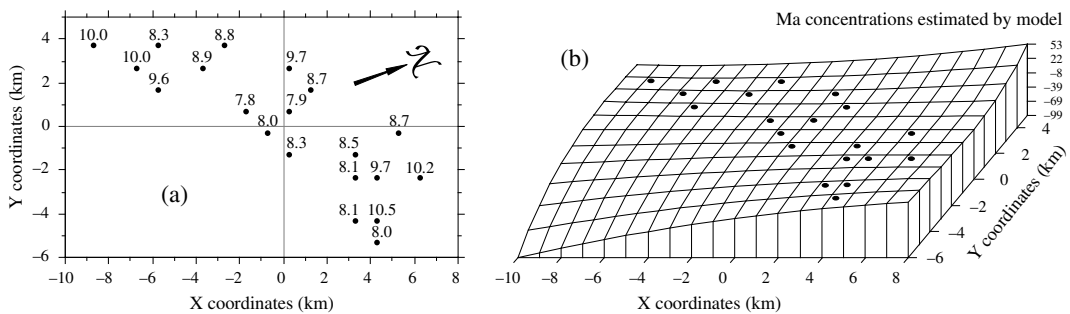 Ma concentrations estimated by model
(a)
4
2
0
−2
−4
−6
Y coordinates (km)
10.0 8.3 8.8
10.0 8.9 9.7
9.6 8.7
7.8 7.9
8.0 8.7
8.3 8.5
8.1 9.7 10.2
8.1 10.5
8.0
N
−10 −8 −6 −4 −2 0 2 4 6 8
X coordinates (km)
(b)
53
22
−8
−39
−69
−99
4
2
0
−2
−4
−6
Y coordinates (km)
−10 −8 −6 −4 −2 0 2 4 6 8
X coordinates (km)